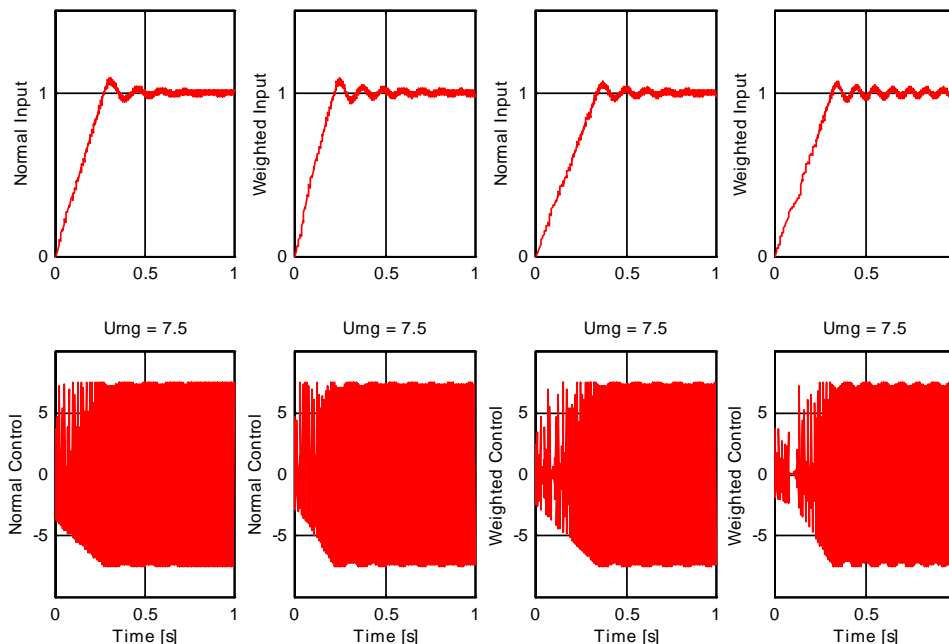 Normal Input
1
0
0 0.5 1
Weighted Input
1
0
0 0.5 1
Normal Input
1
0
0 0.5 1
Weighted Input
1
0
0 0.5
Urng = 7.5
Normal Control
5
0
-5
0 0.5 1
Time [s]
Urng = 7.5
Normal Control
5
0
-5
0 0.5 1
Time [s]
Urng = 7.5
Weighted Control
5
0
-5
0 0.5 1
Time [s]
Urng = 7.5
Weighted Control
5
0
-5
0 0.5
Time [s]